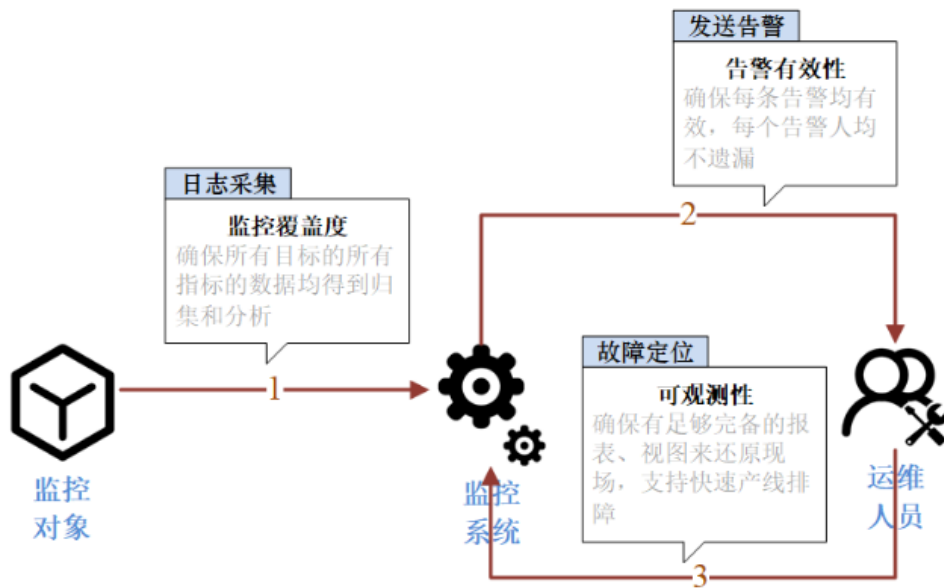 发送告警
告警有效性
确保每条告警均有
效，每个告警人均
不遗漏
日志采集
监控覆盖度
确保所有目标的所有
指标的数据均得到归
集和分析
2
1
故障定位
可观测性
确保有足够完备的报
表、视图来还原现
场，支持快速产线排
障
监控
对象
监控
系统
运维
人员
3